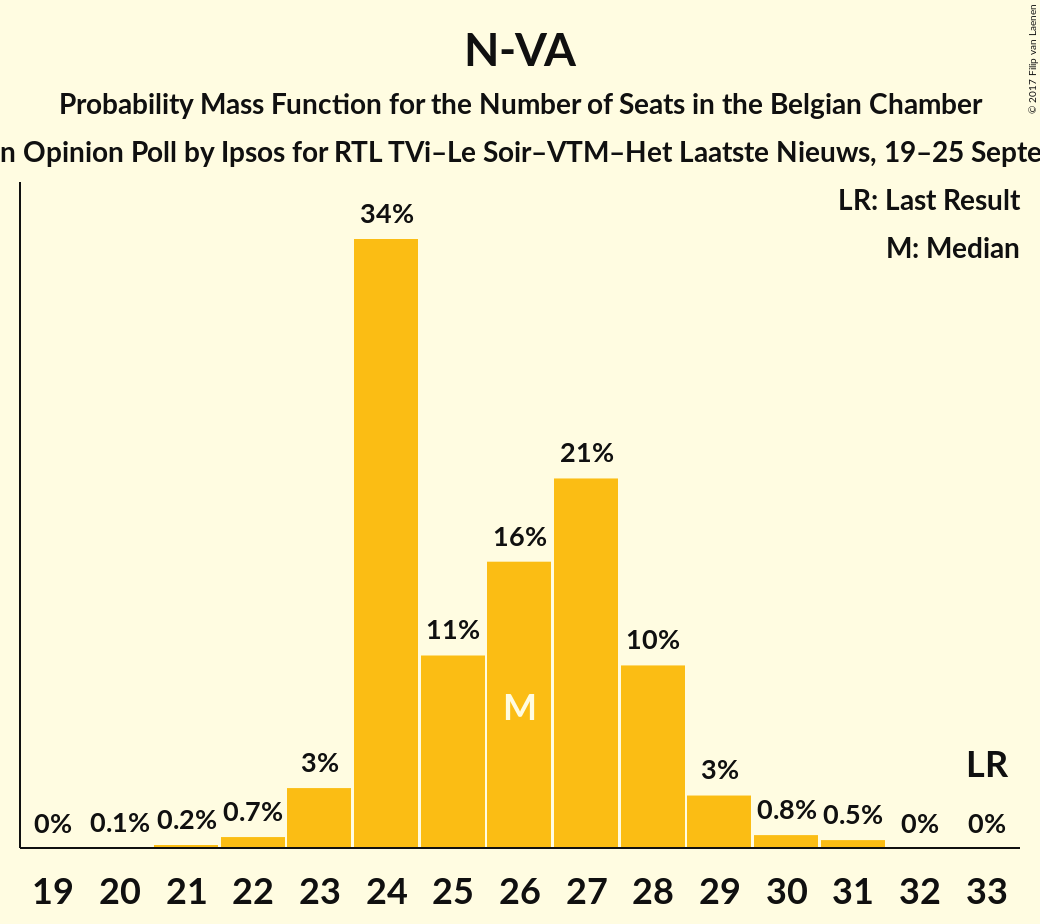 N-VA
Probability Mass Function for the Number of Seats in the Belgian Chamber
n Opinion Poll by Ipsos for RTL TVi–Le Soir–VTM–Het Laatste Nieuws, 19–25 Septe
© 2017 Filip van Laenen
LR: Last Result
M: Median
34%
21%
16%
11%
10%
M
3%
3%
LR
0%
0.1%
0.2%
0.7%
0.8%
0.5%
0%
0%
19 20 21 22 23 24 25 26 27 28 29 30 31 32 33